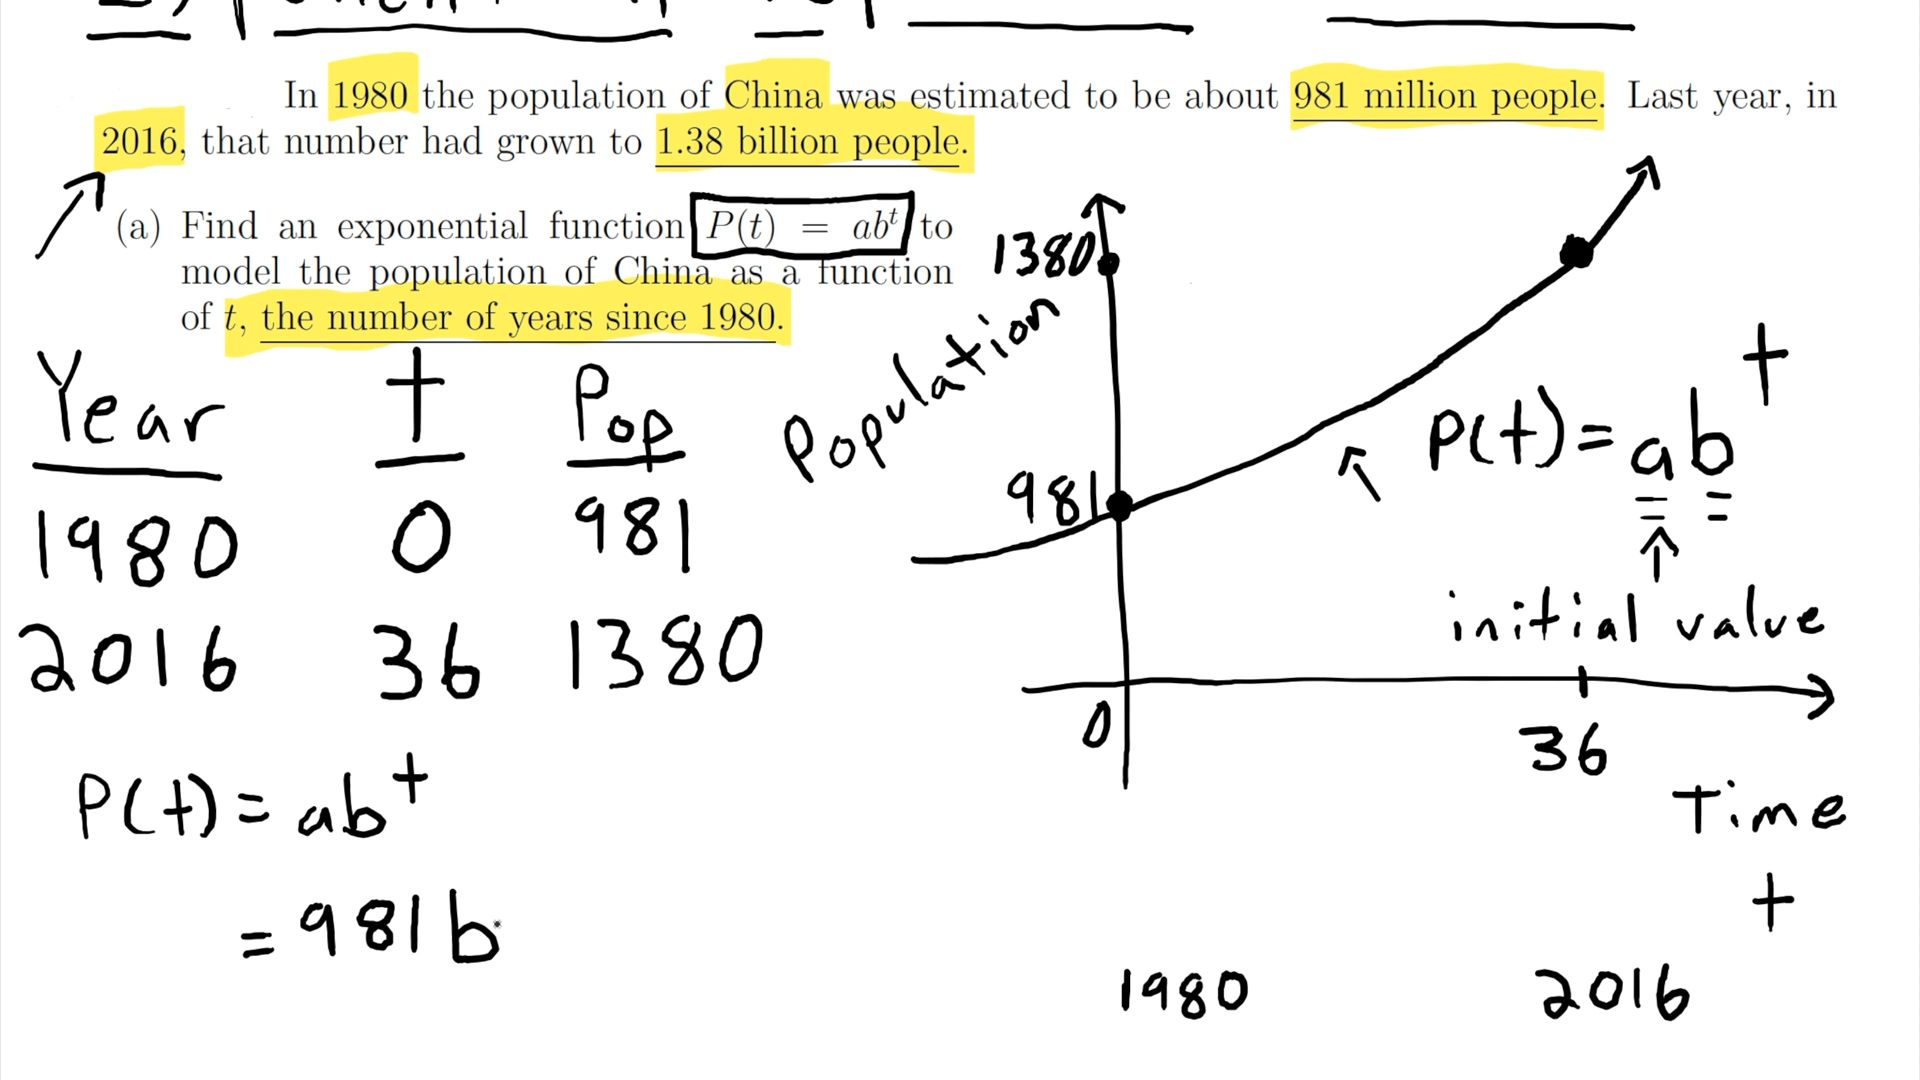 In 1980 the population of China was estimated to be about 981 million people. Last year, in
2016, that number had grown to 1.38 billion people.
(a) Find an exponential function P(t) = ab^t to
model the population of China as a function
of t, the number of years since 1980.
Year t Pop
1980 0 981
2016 36 1380
P(t) = ab^t
= 981b
1380
Population
981
P(t) = ab^t
initial value
0
36
Time
t
1980 2016